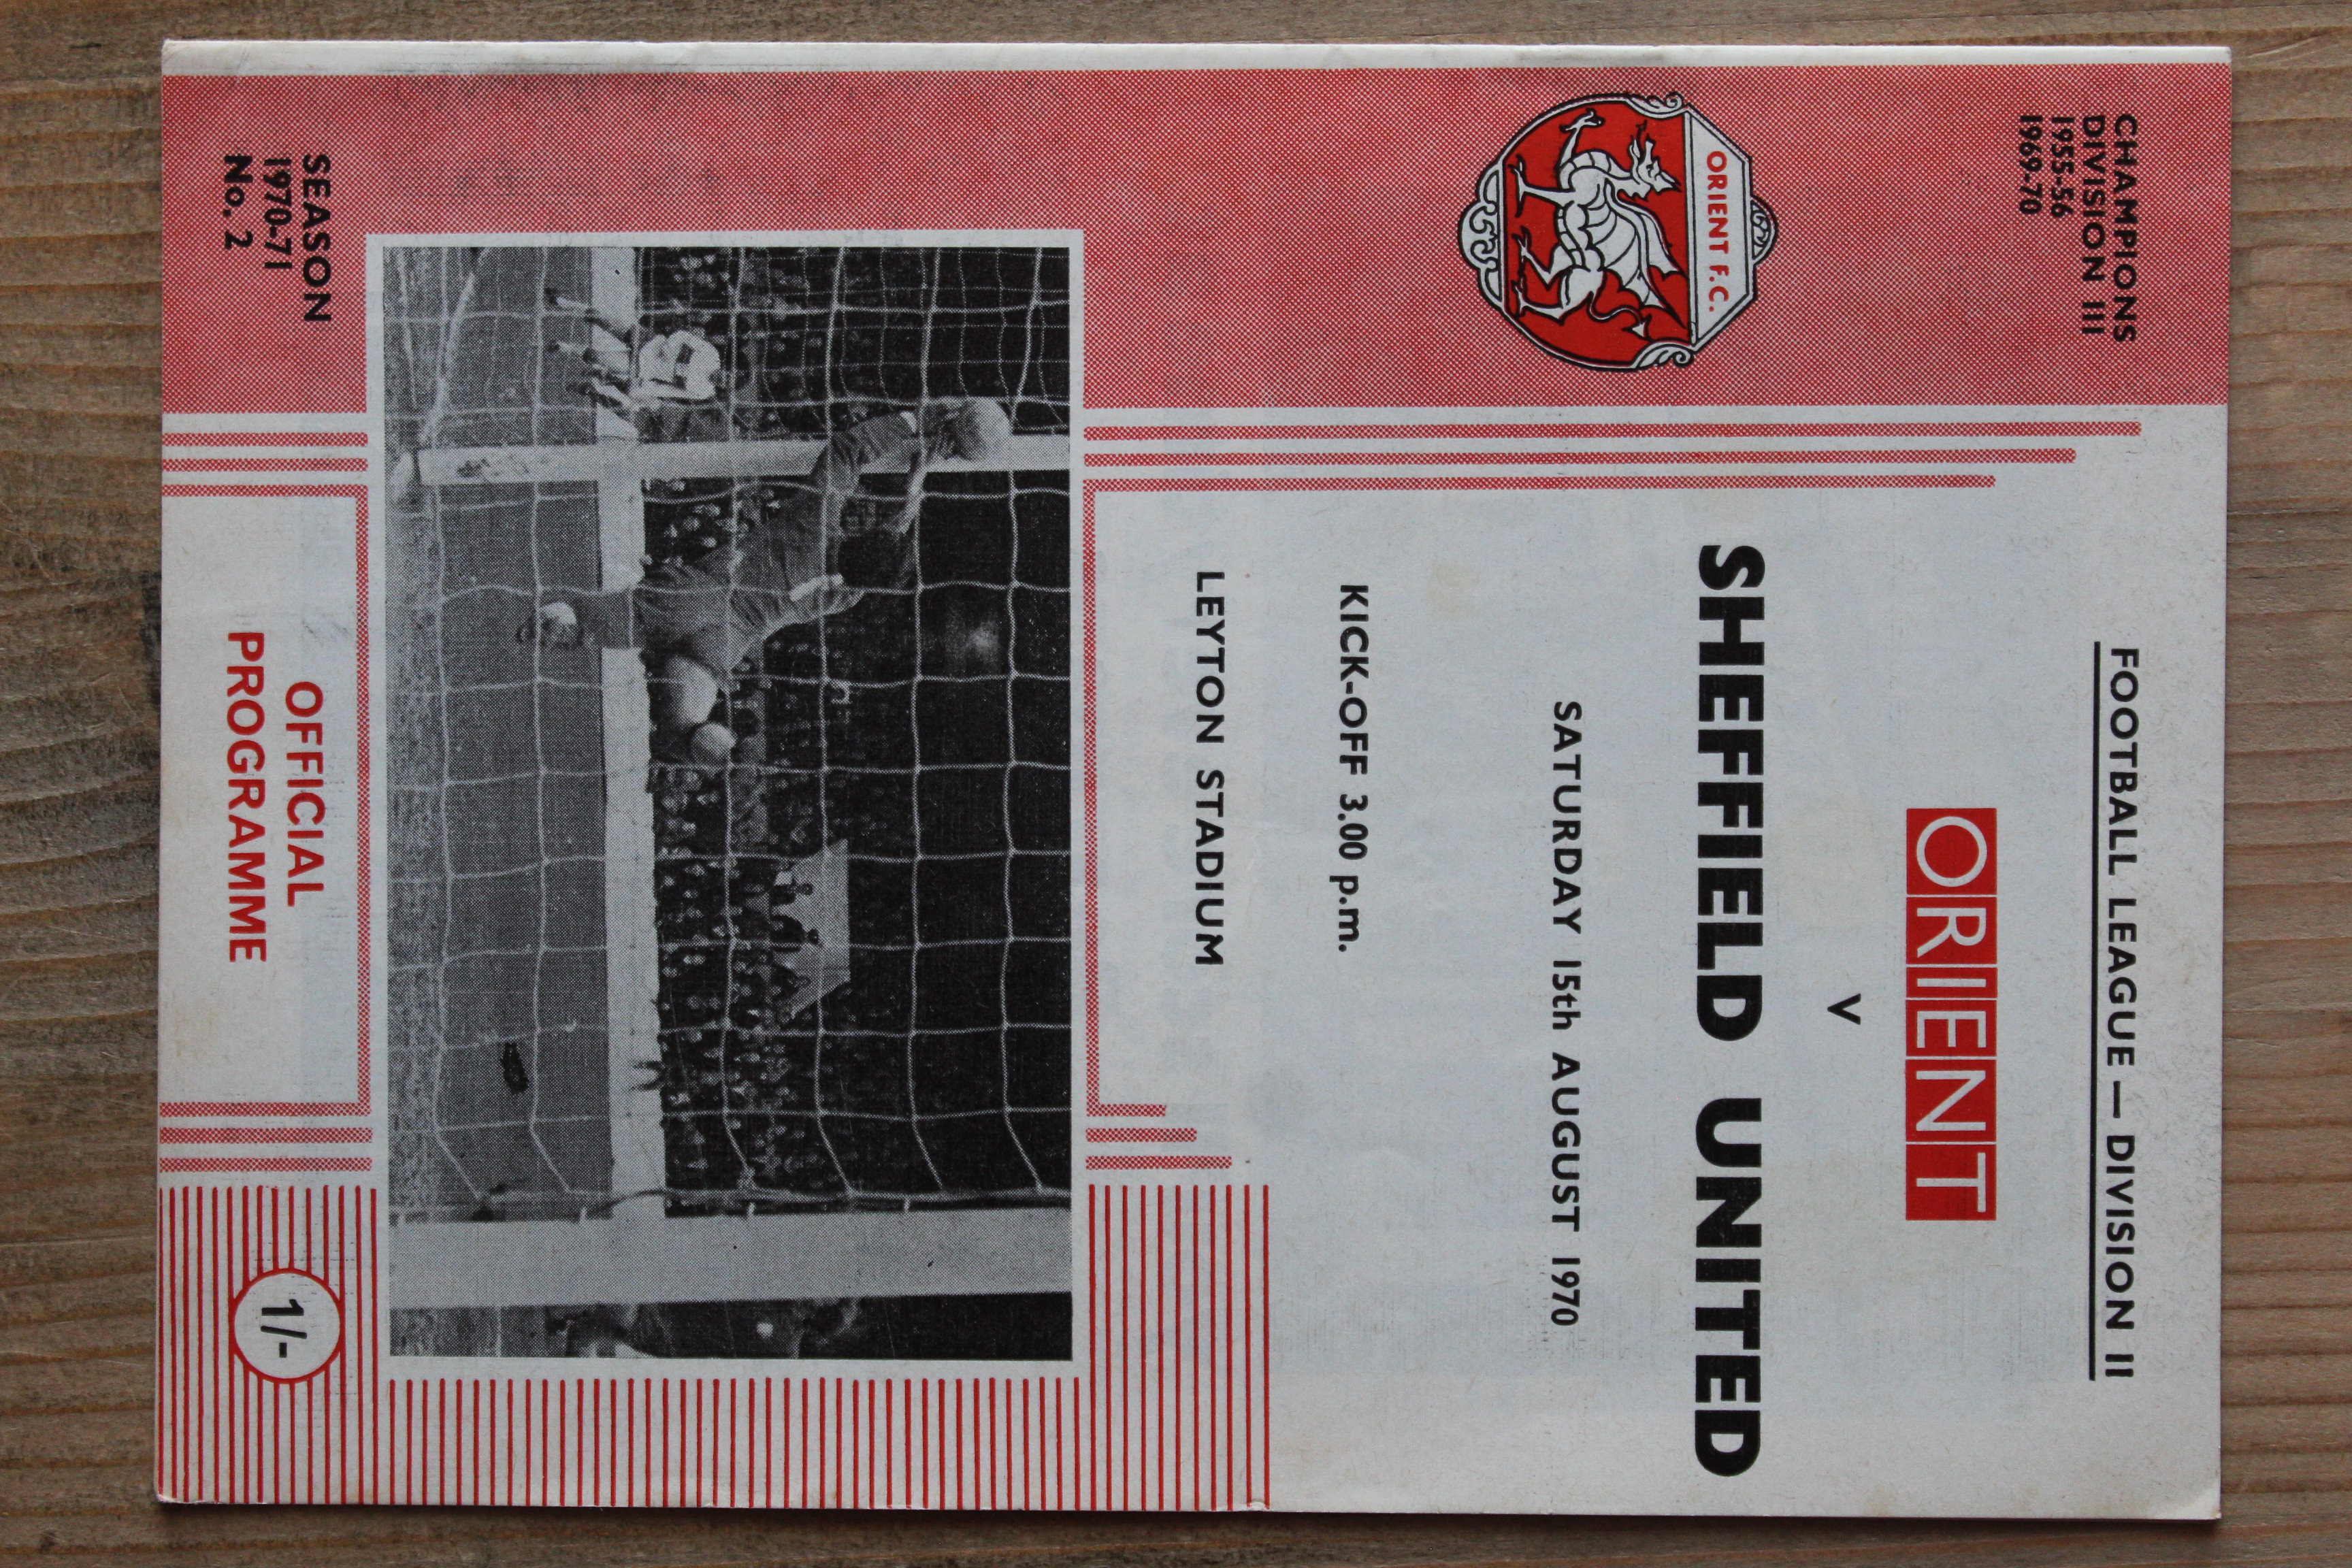 CHAMPIONS
DIVISION III
1955-56
1969-70
FOOTBALL LEAGUE — DIVISION II
ORIENT
v
ORIENT F.C.
SHEFFIELD UNITED
SATURDAY 15th AUGUST 1970
KICK-OFF 3.00 p.m.
LEYTON STADIUM
SEASON
1970-71
No. 2
OFFICIAL
PROGRAMME
1/-